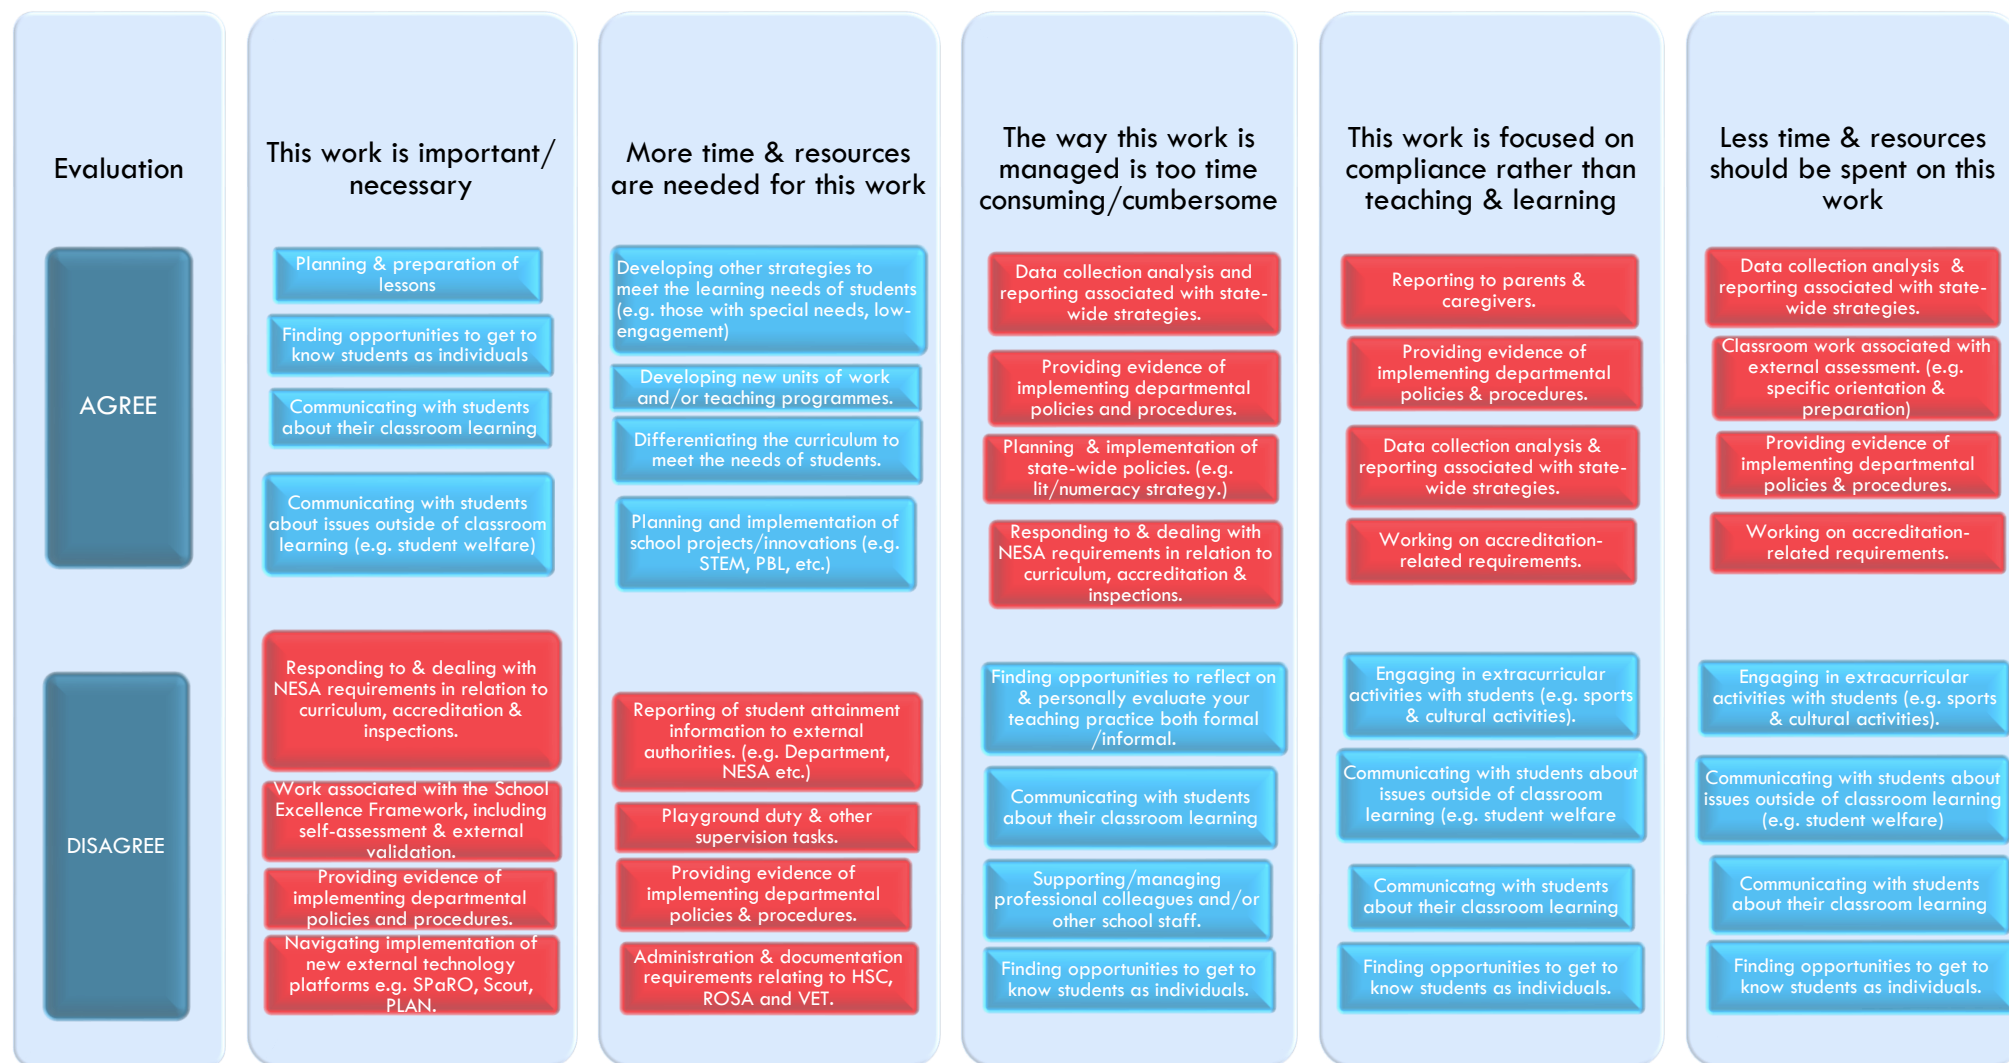 Evaluation
AGREE
DISAGREE
This work is important/
necessary
Planning & preparation of
lessons
Finding opportunities to get to
know students as individuals
Communicating with students
about their classroom learning
Communicating with students
about issues outside of classroom
learning (e.g. student welfare)
Responding to & dealing with
NESA requirements in relation to
curriculum, accreditation &
inspections.
Work associated with the School
Excellence Framework, including
self-assessment & external
validation.
Providing evidence of
implementing departmental
policies and procedures.
Navigating implementation of
new external technology
platforms e.g. SPaRO, Scout,
PLAN.
More time & resources
are needed for this work
Developing other strategies to
meet the learning needs of students
(e.g. those with special needs, low-
engagement)
Developing new units of work
and/or teaching programmes.
Differentiating the curriculum to
meet the needs of students.
Planning and implementation of
school projects/innovations (e.g.
STEM, PBL, etc.)
Reporting of student attainment
information to external
authorities. (e.g. Department,
NESA etc.)
Playground duty & other
supervision tasks.
Providing evidence of
implementing departmental
policies & procedures.
Administration & documentation
requirements relating to HSC,
ROSA and VET.
The way this work is
managed is too time
consuming/cumbersome
Data collection analysis and
reporting associated with state-
wide strategies.
Providing evidence of
implementing departmental
policies and procedures.
Planning & implementation of
state-wide policies. (e.g.
lit/numeracy strategy.)
Responding to & dealing with
NESA requirements in relation to
curriculum, accreditation &
inspections.
Finding opportunities to reflect on
& personally evaluate your
teaching practice both formal
/informal.
Communicating with students
about their classroom learning
Supporting/managing
professional colleagues and/or
other school staff.
Finding opportunities to get to
know students as individuals.
This work is focused on
compliance rather than
teaching & learning
Reporting to parents &
caregivers.
Providing evidence of
implementing departmental
policies & procedures.
Data collection analysis &
reporting associated with state-
wide strategies.
Working on accreditation-
related requirements.
Engaging in extracurricular
activities with students (e.g. sports
& cultural activities).
Communicating with students about
issues outside of classroom
learning (e.g. student welfare
Communicatng with students
about their classroom learning
Finding opportunities to get to
know students as individuals.
Less time & resources
should be spent on this
work
Data collection analysis &
reporting associated with state-
wide strategies.
Classroom work associated with
external assessment. (e.g.
specific orientation &
preparation)
Providing evidence of
implementing departmental
policies & procedures.
Working on accreditation-
related requirements.
Engaging in extracurricular
activities with students (e.g. sports
& cultural activities).
Communicating with students about
issues outside of classroom learning
(e.g. student welfare)
Communicating with students
about their classroom learning
Finding opportunities to get to
know students as individuals.